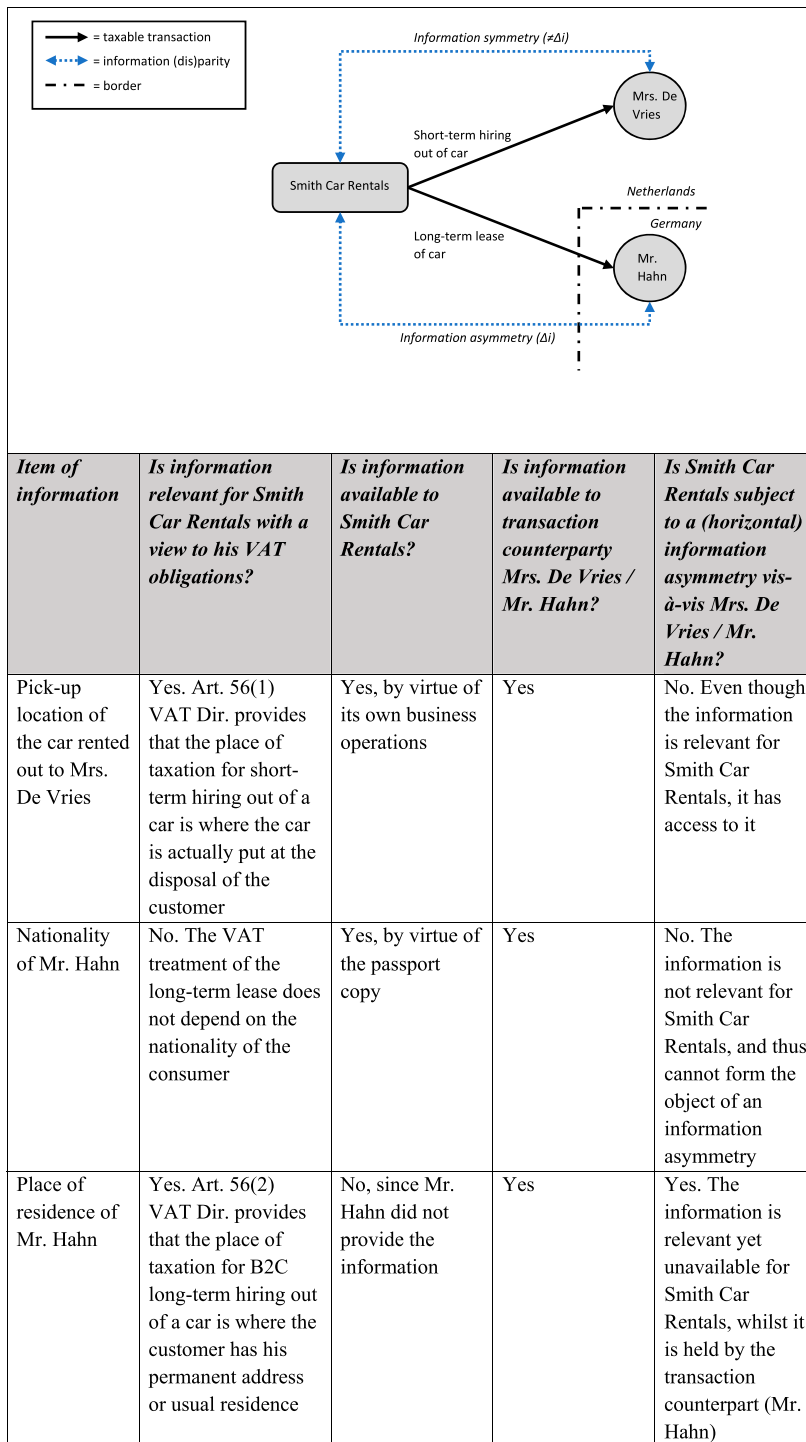 = taxable transaction
= information (dis)parity
= border
Information symmetry (≠Δi)
Mrs. De
Vries
Short-term hiring
out of car
Smith Car Rentals
Netherlands
Germany
Long-term lease
of car
Mr.
Hahn
Information asymmetry (Δi)
Item of
information
Is information
relevant for Smith
Car Rentals with a
view to his VAT
obligations?
Is information
available to
Smith Car
Rentals?
Is information
available to
transaction
counterparty
Mrs. De Vries /
Mr. Hahn?
Is Smith Car
Rentals subject
to a (horizontal)
information
asymmetry vis-
à-vis Mrs. De
Vries / Mr.
Hahn?
Pick-up
location of
the car rented
out to Mrs.
De Vries
Yes. Art. 56(1)
VAT Dir. provides
that the place of
taxation for short-
term hiring out of a
car is where the car
is actually put at the
disposal of the
customer
Yes, by virtue of
its own business
operations
Yes
No. Even though
the information
is relevant for
Smith Car
Rentals, it has
access to it
Nationality
of Mr. Hahn
No. The VAT
treatment of the
long-term lease does
not depend on the
nationality of the
consumer
Yes, by virtue of
the passport
copy
Yes
No. The
information is
not relevant for
Smith Car
Rentals, and thus
cannot form the
object of an
information
asymmetry
Place of
residence of
Mr. Hahn
Yes. Art. 56(2)
VAT Dir. provides
that the place of
taxation for B2C
long-term hiring out
of a car is where the
customer has his
permanent address
or usual residence
No, since Mr.
Hahn did not
provide the
information
Yes
Yes. The
information is
relevant yet
unavailable for
Smith Car
Rentals, whilst it
is held by the
transaction
counterpart (Mr.
Hahn)